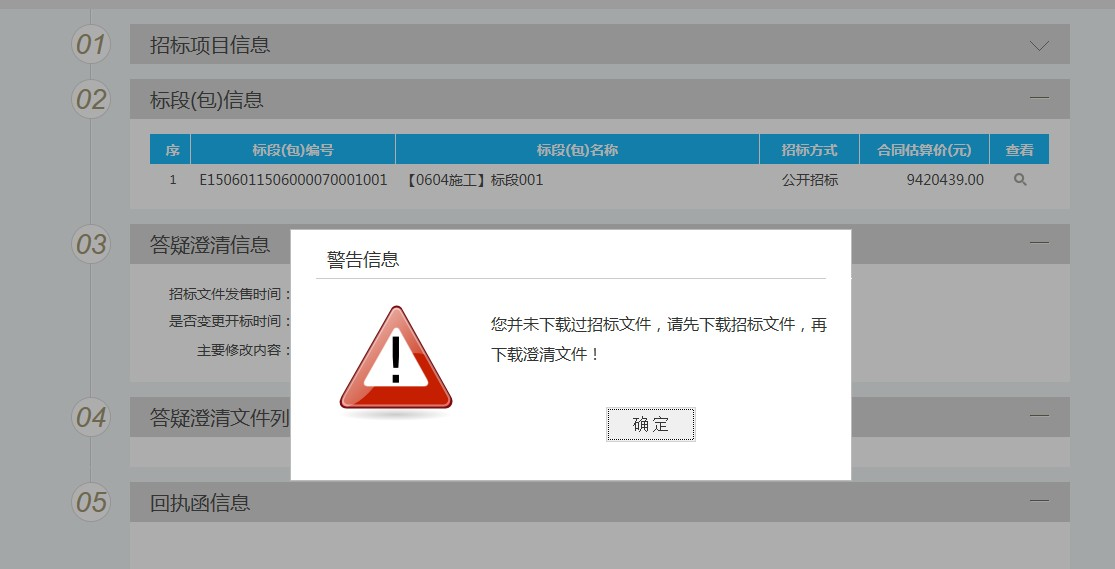 01 招标项目信息
02 标段(包)信息
序 标段(包)编号 标段(包)名称 招标方式 合同估算价(元) 查看
1 E1506011506000070001001 【0604施工】标段001 公开招标 9420439.00
03 答疑澄清信息
招标文件发售时间：
是否变更开标时间：
主要修改内容：
警告信息
您并未下载过招标文件，请先下载招标文件，再
下载澄清文件！
确定
04 答疑澄清文件列
05 回执函信息